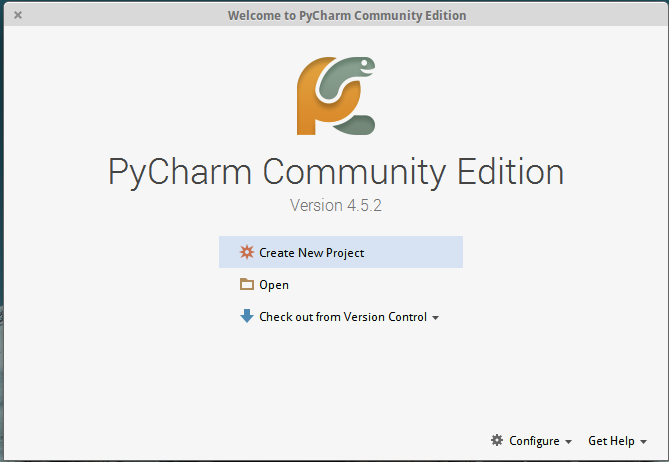 Welcome to PyCharm Community Edition
PyCharm Community Edition
Version 4.5.2
Create New Project
Open
Check out from Version Control
Configure
Get Help